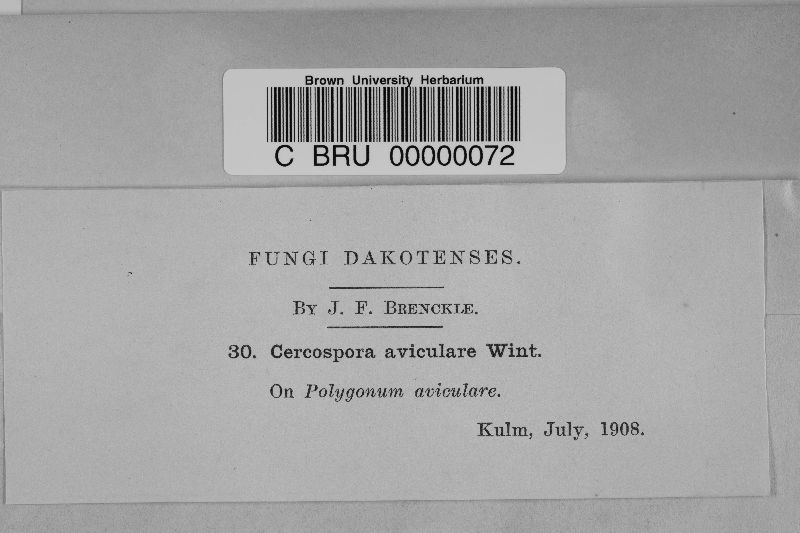 Brown University Herbarium
C BRU 00000072
FUNGI DAKOTENSES.
BY J. F. BRENCKLE.
30. Cercospora aviculare Wint.
On Polygonum aviculare.
Kulm, July, 1908.